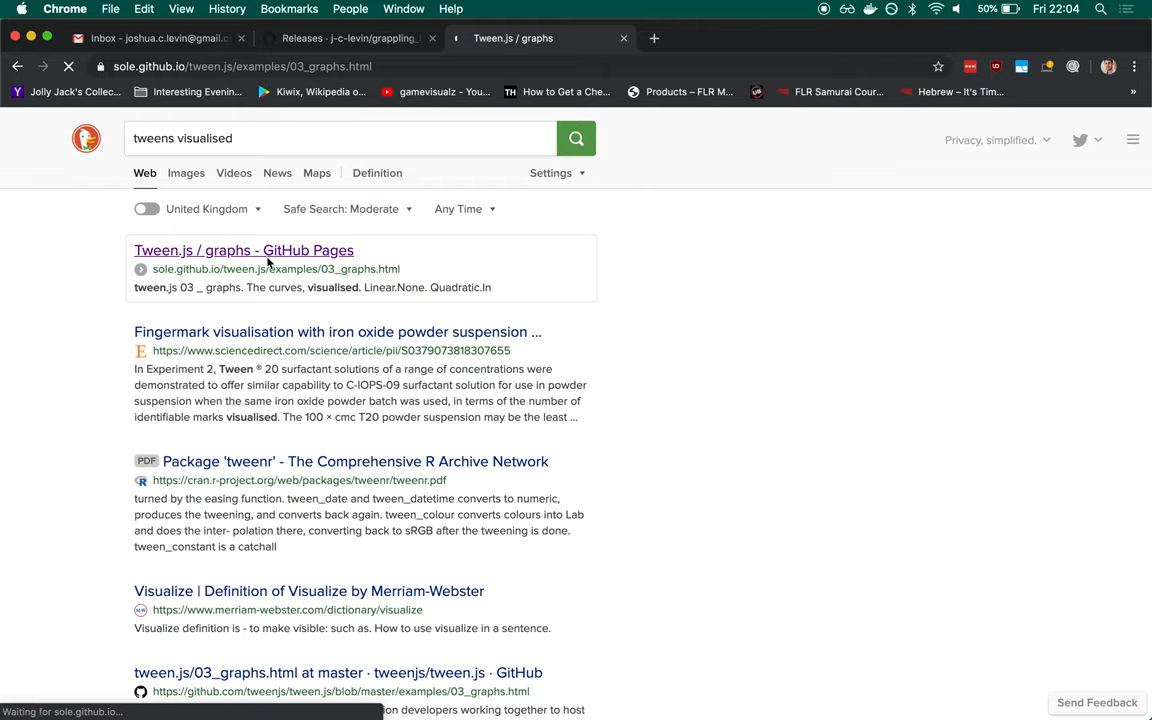 Chrome File Edit View History Bookmarks People Window Help 50% Fri 22:04
Inbox - joshua.c.levin@gmail.c Releases · j-c-levin/grappling_ Tween.js / graphs
sole.github.io/tween.js/examples/03_graphs.html
Jolly Jack's Caulc... Interesting Evenin... Kiwix, Wikipedia o... gamevisualz - You... TH How to Get a Che... Products – FLR M... FLR Samurai Cour... Hebrew – It's Tim... »
tweens visualised
Privacy, simplified.
Web Images Videos News Maps Definition Settings
United Kingdom Safe Search: Moderate Any Time
Tween.js / graphs - GitHub Pages
sole.github.io/tween.js/examples/03_graphs.html
tween.js 03 _ graphs. The curves, visualised. Linear.None. Quadratic.In
Fingermark visualisation with iron oxide powder suspension ...
https://www.sciencedirect.com/science/article/pii/S0379073818307655
In Experiment 2, Tween ® 20 surfactant solutions of a range of concentrations were
demonstrated to offer similar capability to C-IOPS-09 surfactant solution for use in powder
suspension when the same iron oxide powder batch was used, in terms of the number of
identifiable marks visualised. The 100 × cmc T20 powder suspension may be the least ...
PDF Package 'tweenr' - The Comprehensive R Archive Network
https://cran.r-project.org/web/packages/tweenr/tweenr.pdf
turned by the easing function. tween_date and tween_datetime converts to numeric,
produces the tweening, and converts back again. tween_colour converts colours into Lab
and does the inter- polation there, converting back to sRGB after the tweening is done.
tween_constant is a catchall
Visualize | Definition of Visualize by Merriam-Webster
https://www.merriam-webster.com/dictionary/visualize
Visualize definition is - to make visible: such as. How to use visualize in a sentence.
tween.js/03_graphs.html at master · tweenjs/tween.js · GitHub
https://github.com/tweenjs/tween.js/blob/master/examples/03_graphs.html
on developers working together to host
Send Feedback
Waiting for sole.github.io...